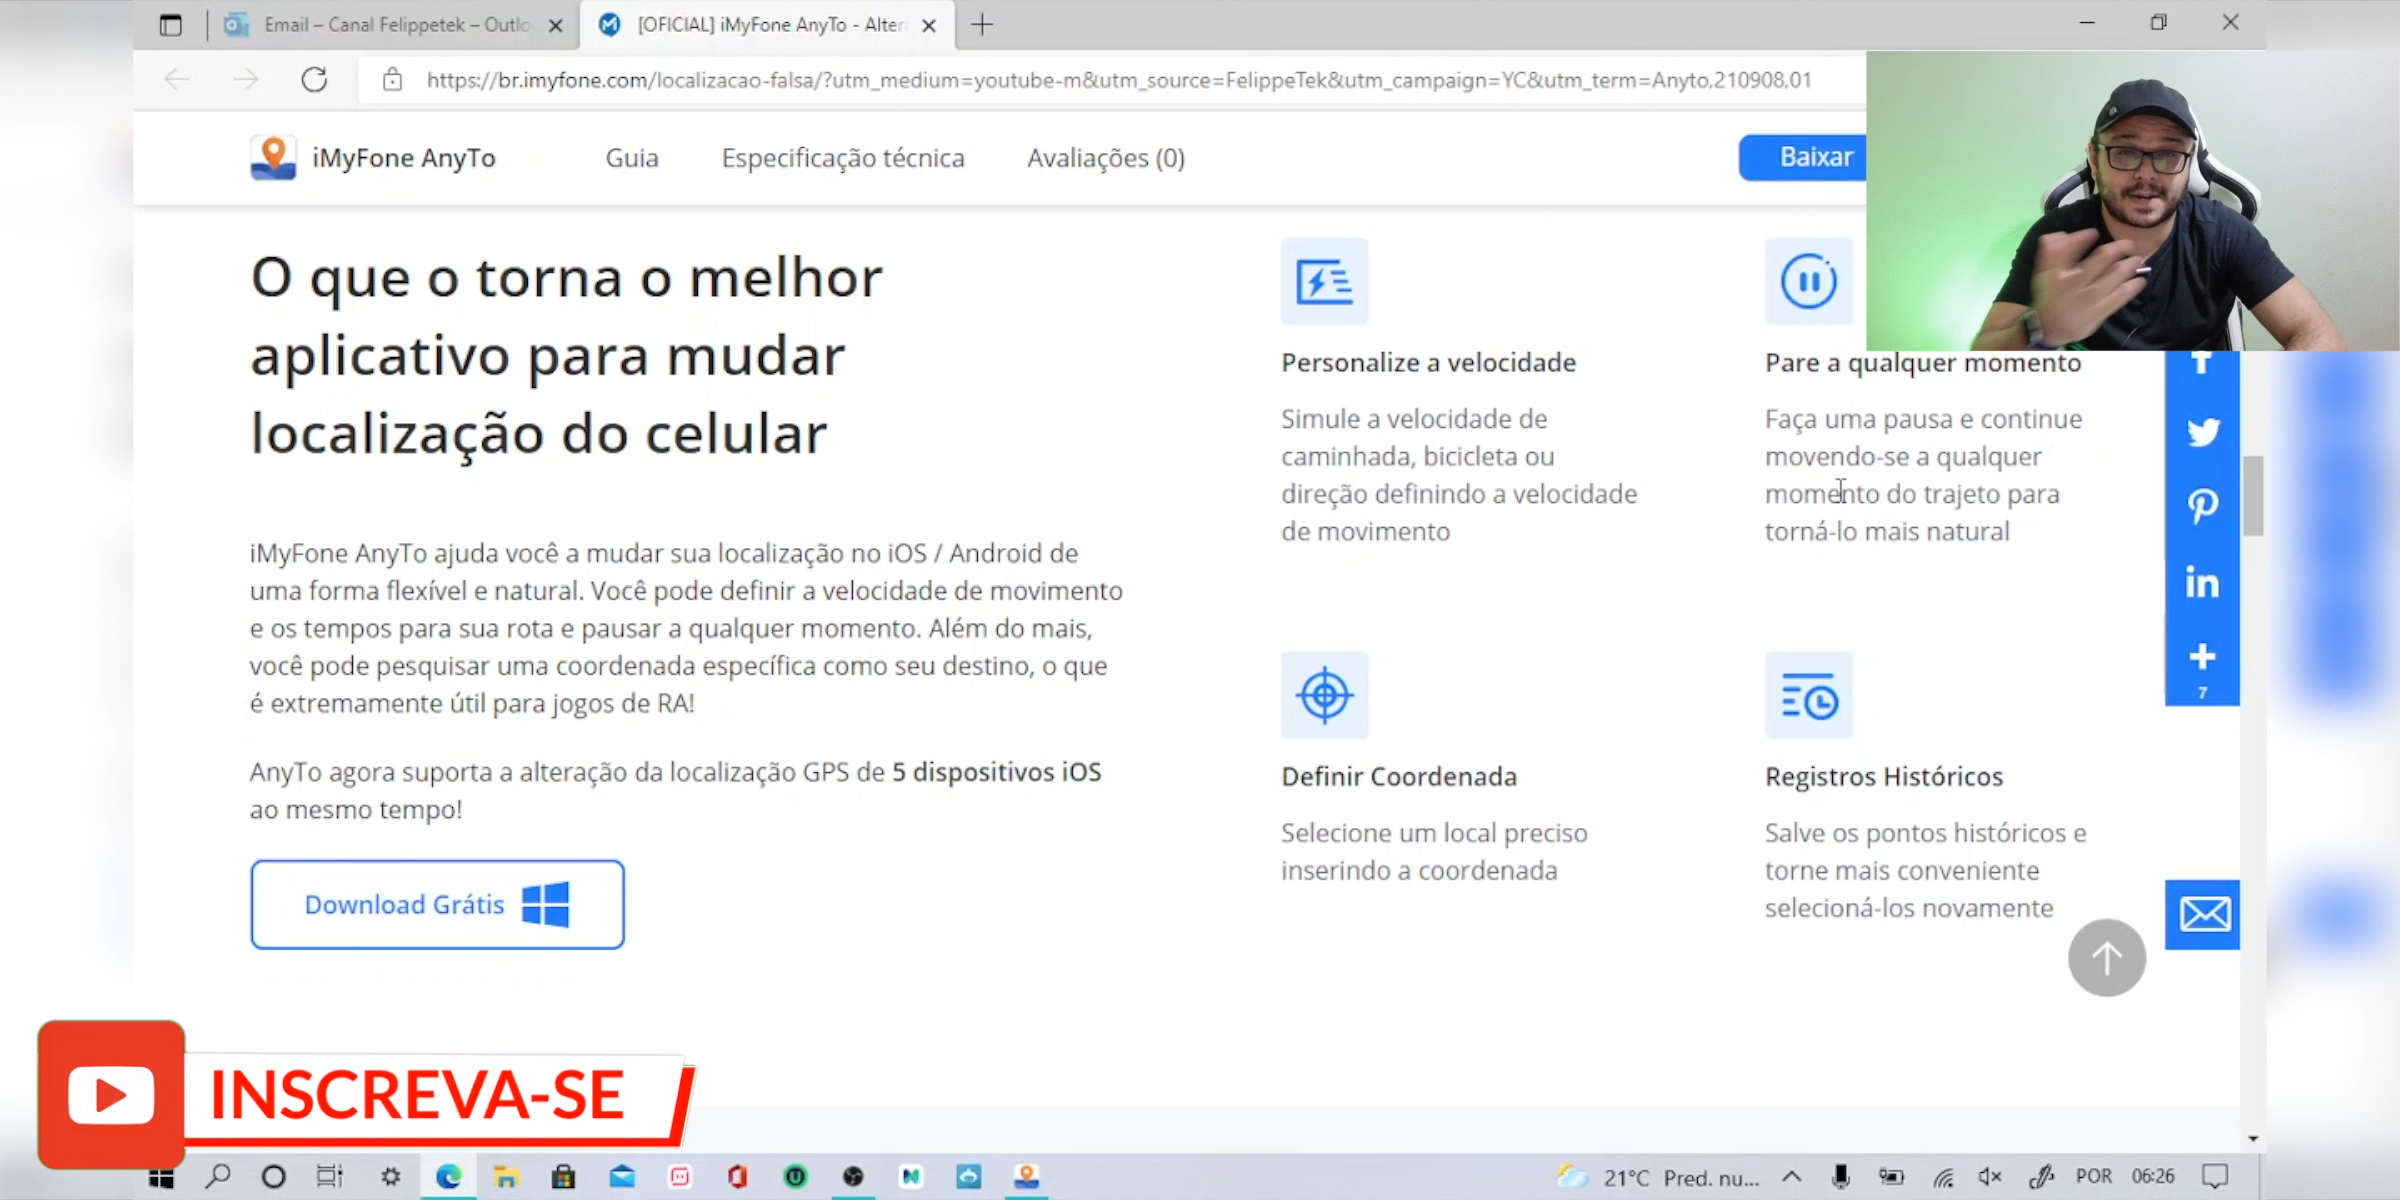 Email – Canal Felippetek – Outlo
[OFICIAL] iMyFone AnyTo - Alter
https://br.imyfone.com/localizacao-falsa/?utm_medium=youtube-m&utm_source=FelippeTek&utm_campaign=YC&utm_term=Anyto,210908,01
iMyFone AnyTo
Guia
Especificação técnica
Avaliações (0)
Baixar
O que o torna o melhor
aplicativo para mudar
localização do celular
iMyFone AnyTo ajuda você a mudar sua localização no iOS / Android de
uma forma flexível e natural. Você pode definir a velocidade de movimento
e os tempos para sua rota e pausar a qualquer momento. Além do mais,
você pode pesquisar uma coordenada específica como seu destino, o que
é extremamente útil para jogos de RA!
AnyTo agora suporta a alteração da localização GPS de 5 dispositivos iOS
ao mesmo tempo!
Download Grátis
Personalize a velocidade
Simule a velocidade de
caminhada, bicicleta ou
direção definindo a velocidade
de movimento
Pare a qualquer momento
Faça uma pausa e continue
movendo-se a qualquer
momento do trajeto para
torná-lo mais natural
Definir Coordenada
Selecione um local preciso
inserindo a coordenada
Registros Históricos
Salve os pontos históricos e
torne mais conveniente
selecioná-los novamente
in
7
INSCREVA-SE
21°C Pred. nu...
POR
06:26